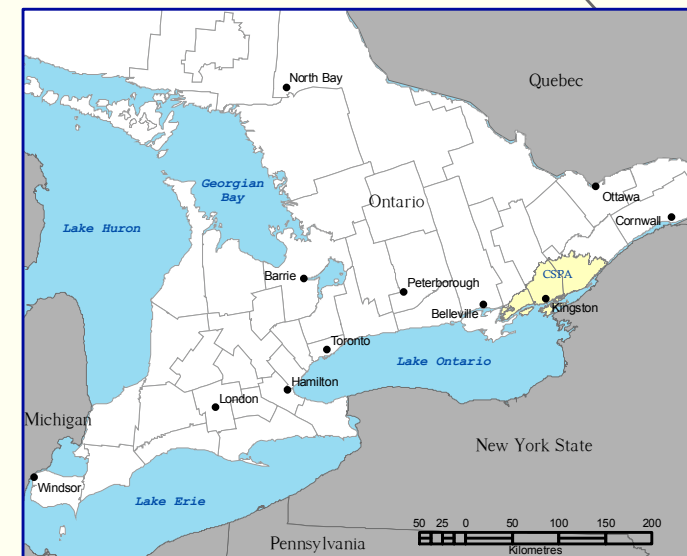 North Bay
Quebec
Georgian
Bay
Ottawa
Ontario
Cornwall
Lake Huron
CSPA
Barrie
Peterborough
Kingston
Belleville
Toronto
Lake Ontario
Hamilton
London
Michigan
New York State
Windsor
Lake Erie
50 25 0 50 100 150 200
Kilometres
Pennsylvania